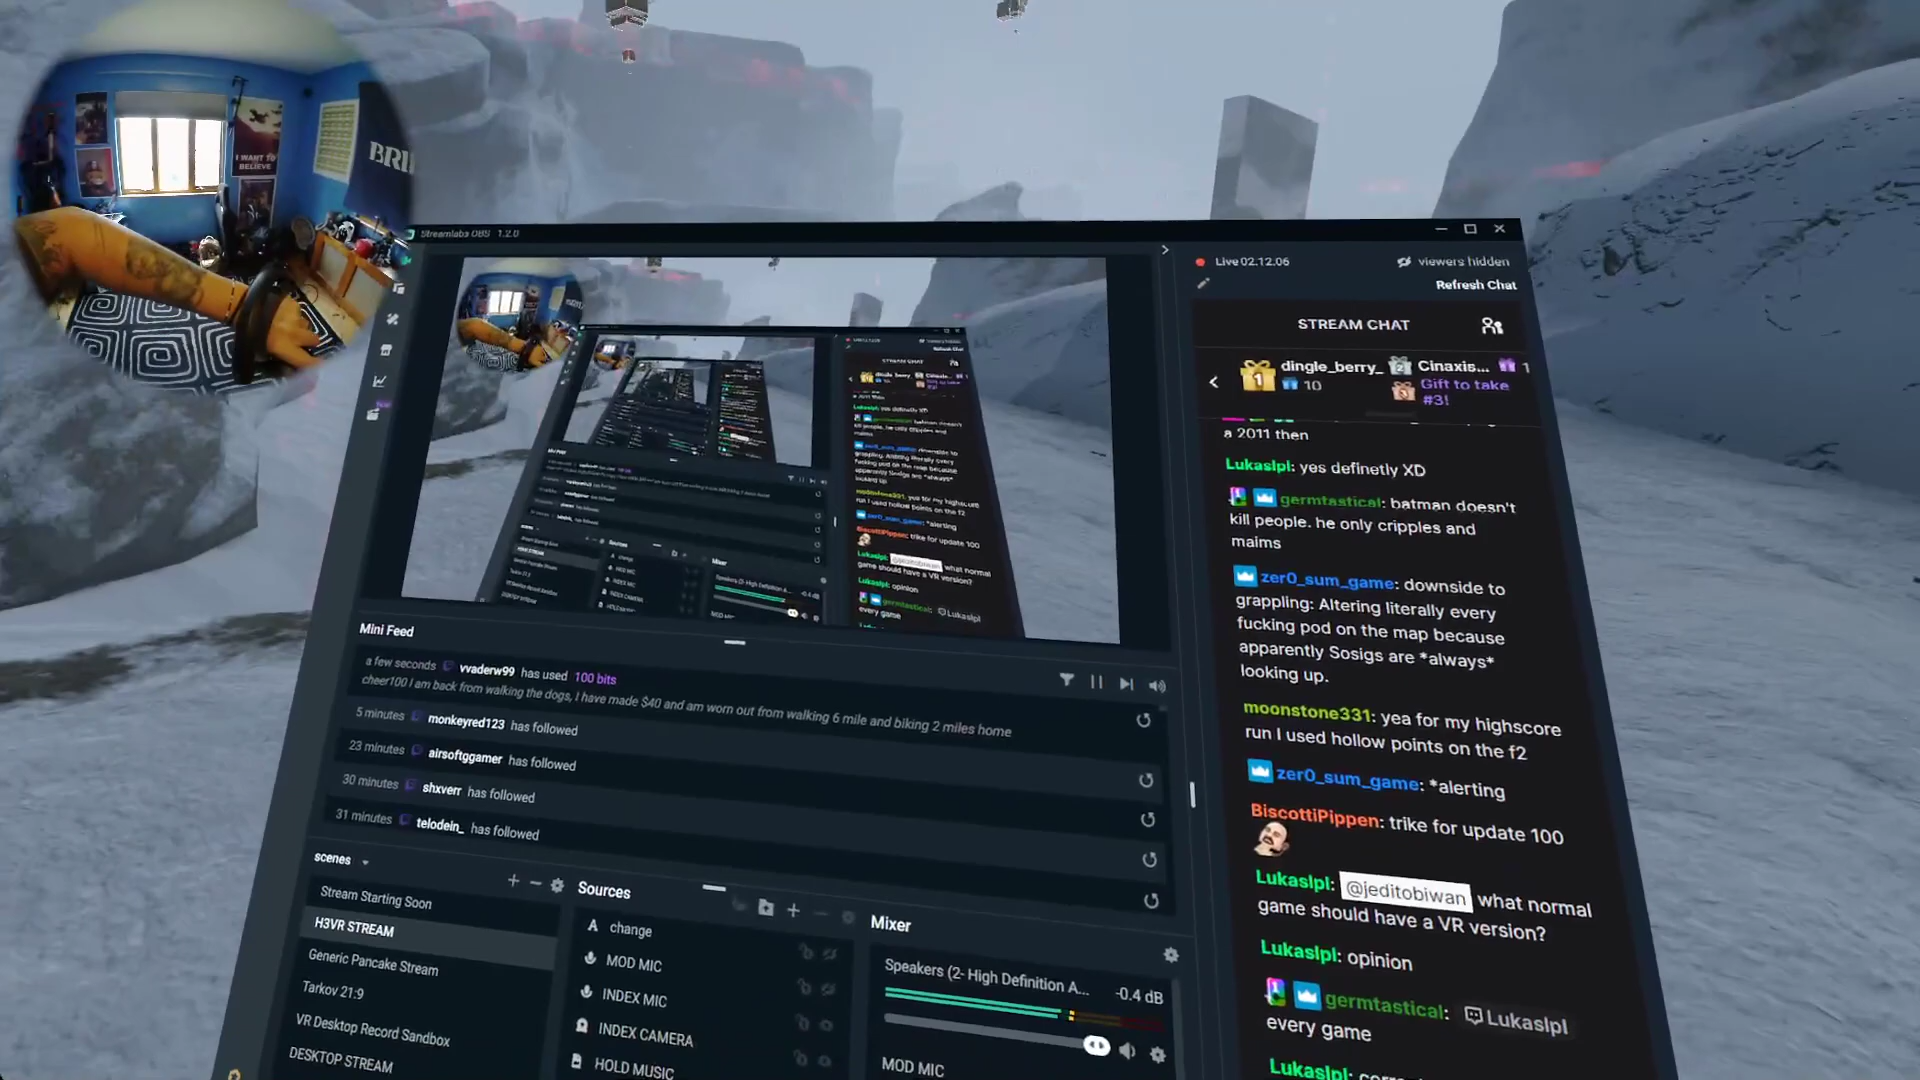 I WANT TO
BELIEVE
BRI
Streamlabs OBS 1.2.0
Live 02.12.06
viewers hidden
Refresh Chat
STREAM CHAT
1 dingle_berry_
10
2 Cinaxis... 1
3 Gift to take
#3!
a 2011 then
Lukaslpl: yes definetly XD
germtastical: batman doesn't
kill people. he only cripples and
maims
zer0_sum_game: downside to
grappling: Altering literally every
fucking pod on the map because
apparently Sosigs are *always*
looking up.
moonstone331: yea for my highscore
run I used hollow points on the f2
zer0_sum_game: *alerting
BiscottiPippen: trike for update 100
Lukaslpl: @jeditobiwan what normal
game should have a VR version?
Lukaslpl: opinion
germtastical: Lukaslpl
every game
Mini Feed
a few seconds vvaderw99 has used 100 bits
cheer100 I am back from walking the dogs, I have made $40 and am worn out from walking 6 mile and biking 2 miles home
5 minutes monkeyred123 has followed
23 minutes airsoftggamer has followed
30 minutes shxverr has followed
31 minutes telodein_ has followed
scenes
Stream Starting Soon
H3VR STREAM
Generic Pancake Stream
Tarkov 21:9
VR Desktop Record Sandbox
DESKTOP STREAM
Sources
change
MOD MIC
INDEX MIC
INDEX CAMERA
HOLD MUSIC
Mixer
Speakers (2- High Definition A... -0.4 dB
MOD MIC